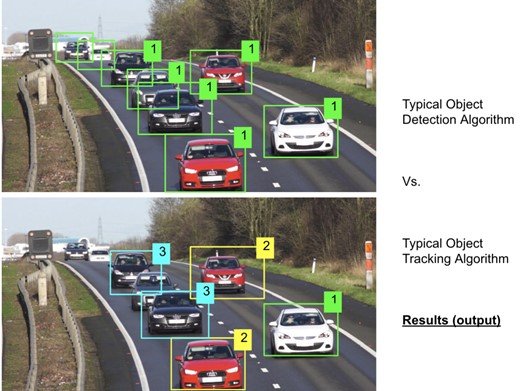 1
1
1
1
1
1
Typical Object
Detection Algorithm
Vs.
2
3
3
1
2
Typical Object
Tracking Algorithm
Results (output)